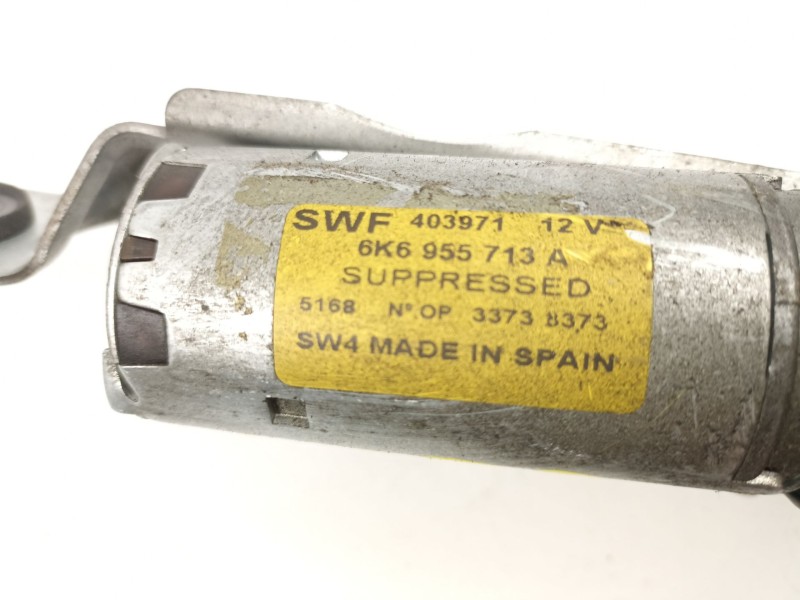 SWF 403971 12 V
6K6 955 713 A
SUPPRESSED
5168 Nº OP 3373 8373
SW4 MADE IN SPAIN